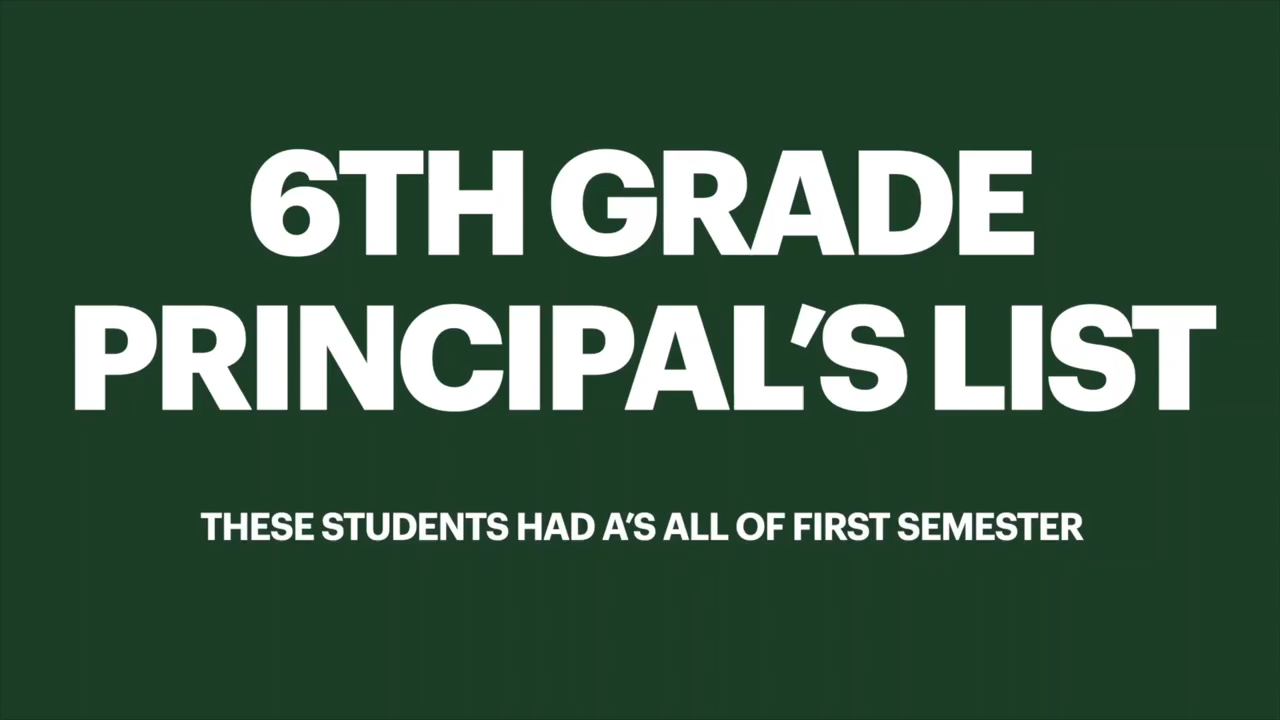 6TH GRADE
PRINCIPAL’S LIST
THESE STUDENTS HAD A’S ALL OF FIRST SEMESTER